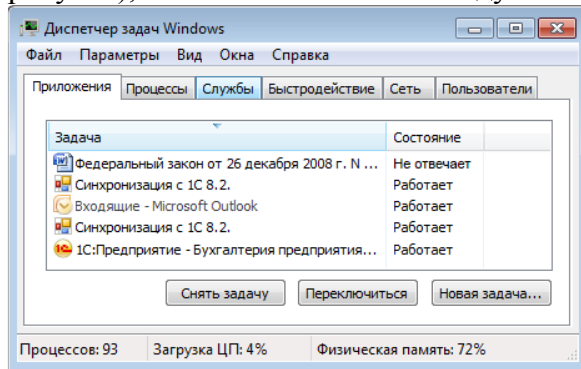 Диспетчер задач Windows
Файл Параметры Вид Окна Справка
Приложения Процессы Службы Быстродействие Сеть Пользователи
Задача Состояние
Федеральный закон от 26 декабря 2008 г. N ... Не отвечает
Синхронизация с 1С 8.2. Работает
Входящие - Microsoft Outlook Работает
Синхронизация с 1С 8.2. Работает
1С:Предприятие - Бухгалтерия предприятия... Работает
Снять задачу Переключиться Новая задача...
Процессов: 93 Загрузка ЦП: 4% Физическая память: 72%